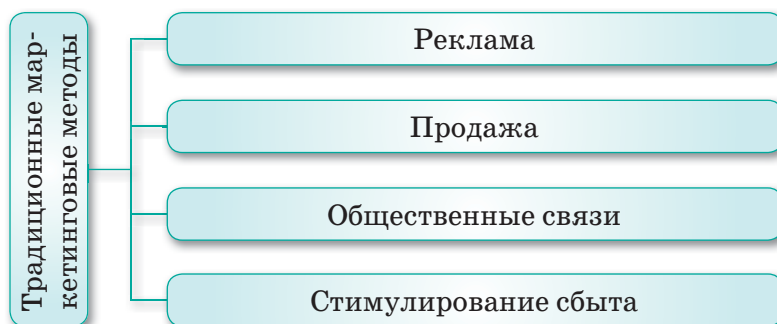 Традиционные мар-
кетинговые методы
Реклама
Продажа
Общественные связи
Стимулирование сбыта